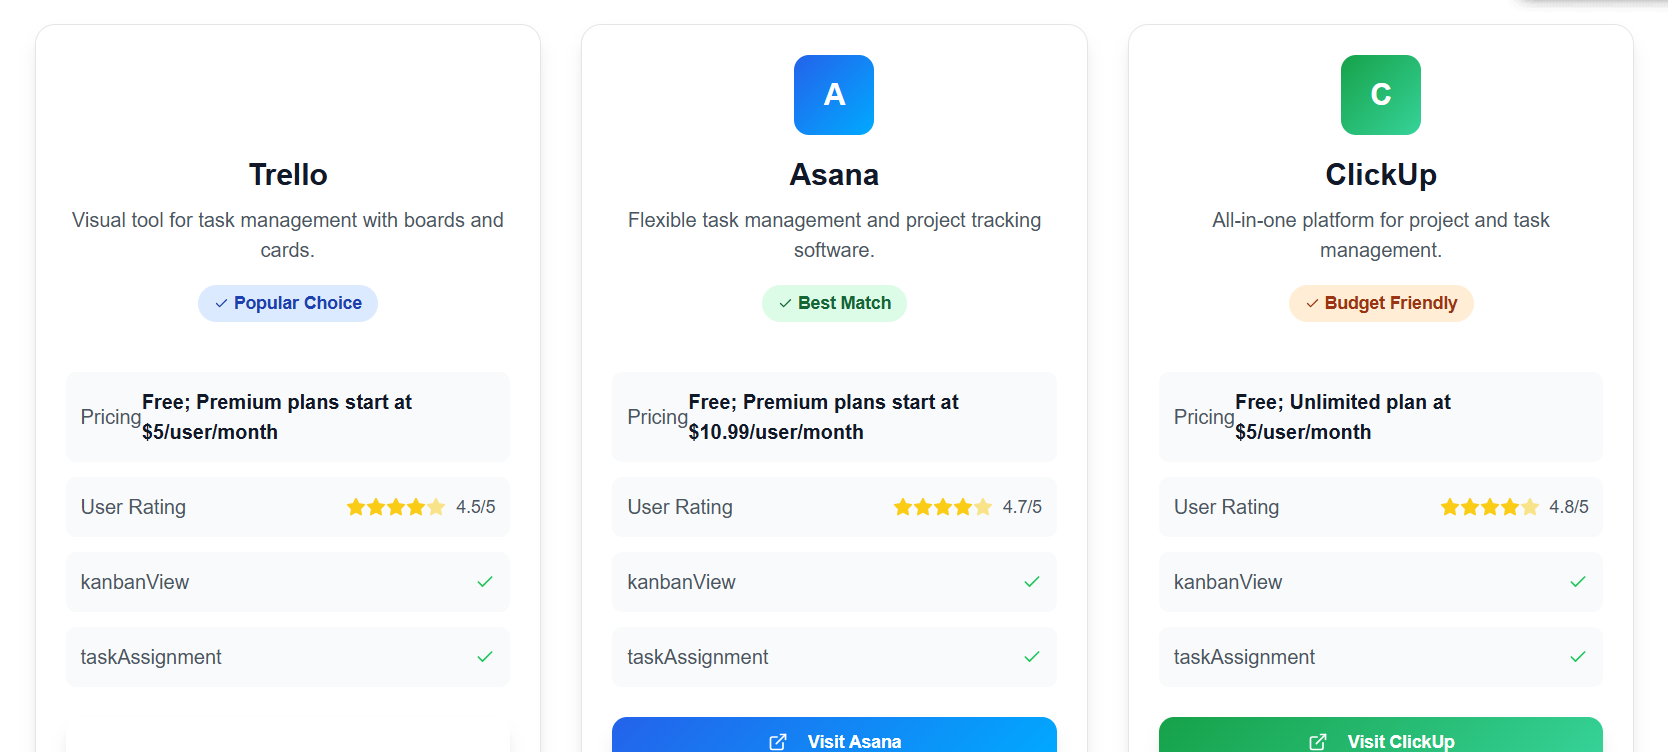 Trello
Visual tool for task management with boards and
cards.
Popular Choice
Pricing
Free; Premium plans start at
$5/user/month
User Rating
4.5/5
kanbanView
taskAssignment
A
Asana
Flexible task management and project tracking
software.
Best Match
Pricing
Free; Premium plans start at
$10.99/user/month
User Rating
4.7/5
kanbanView
taskAssignment
Visit Asana
C
ClickUp
All-in-one platform for project and task
management.
Budget Friendly
Pricing
Free; Unlimited plan at
$5/user/month
User Rating
4.8/5
kanbanView
taskAssignment
Visit ClickUp